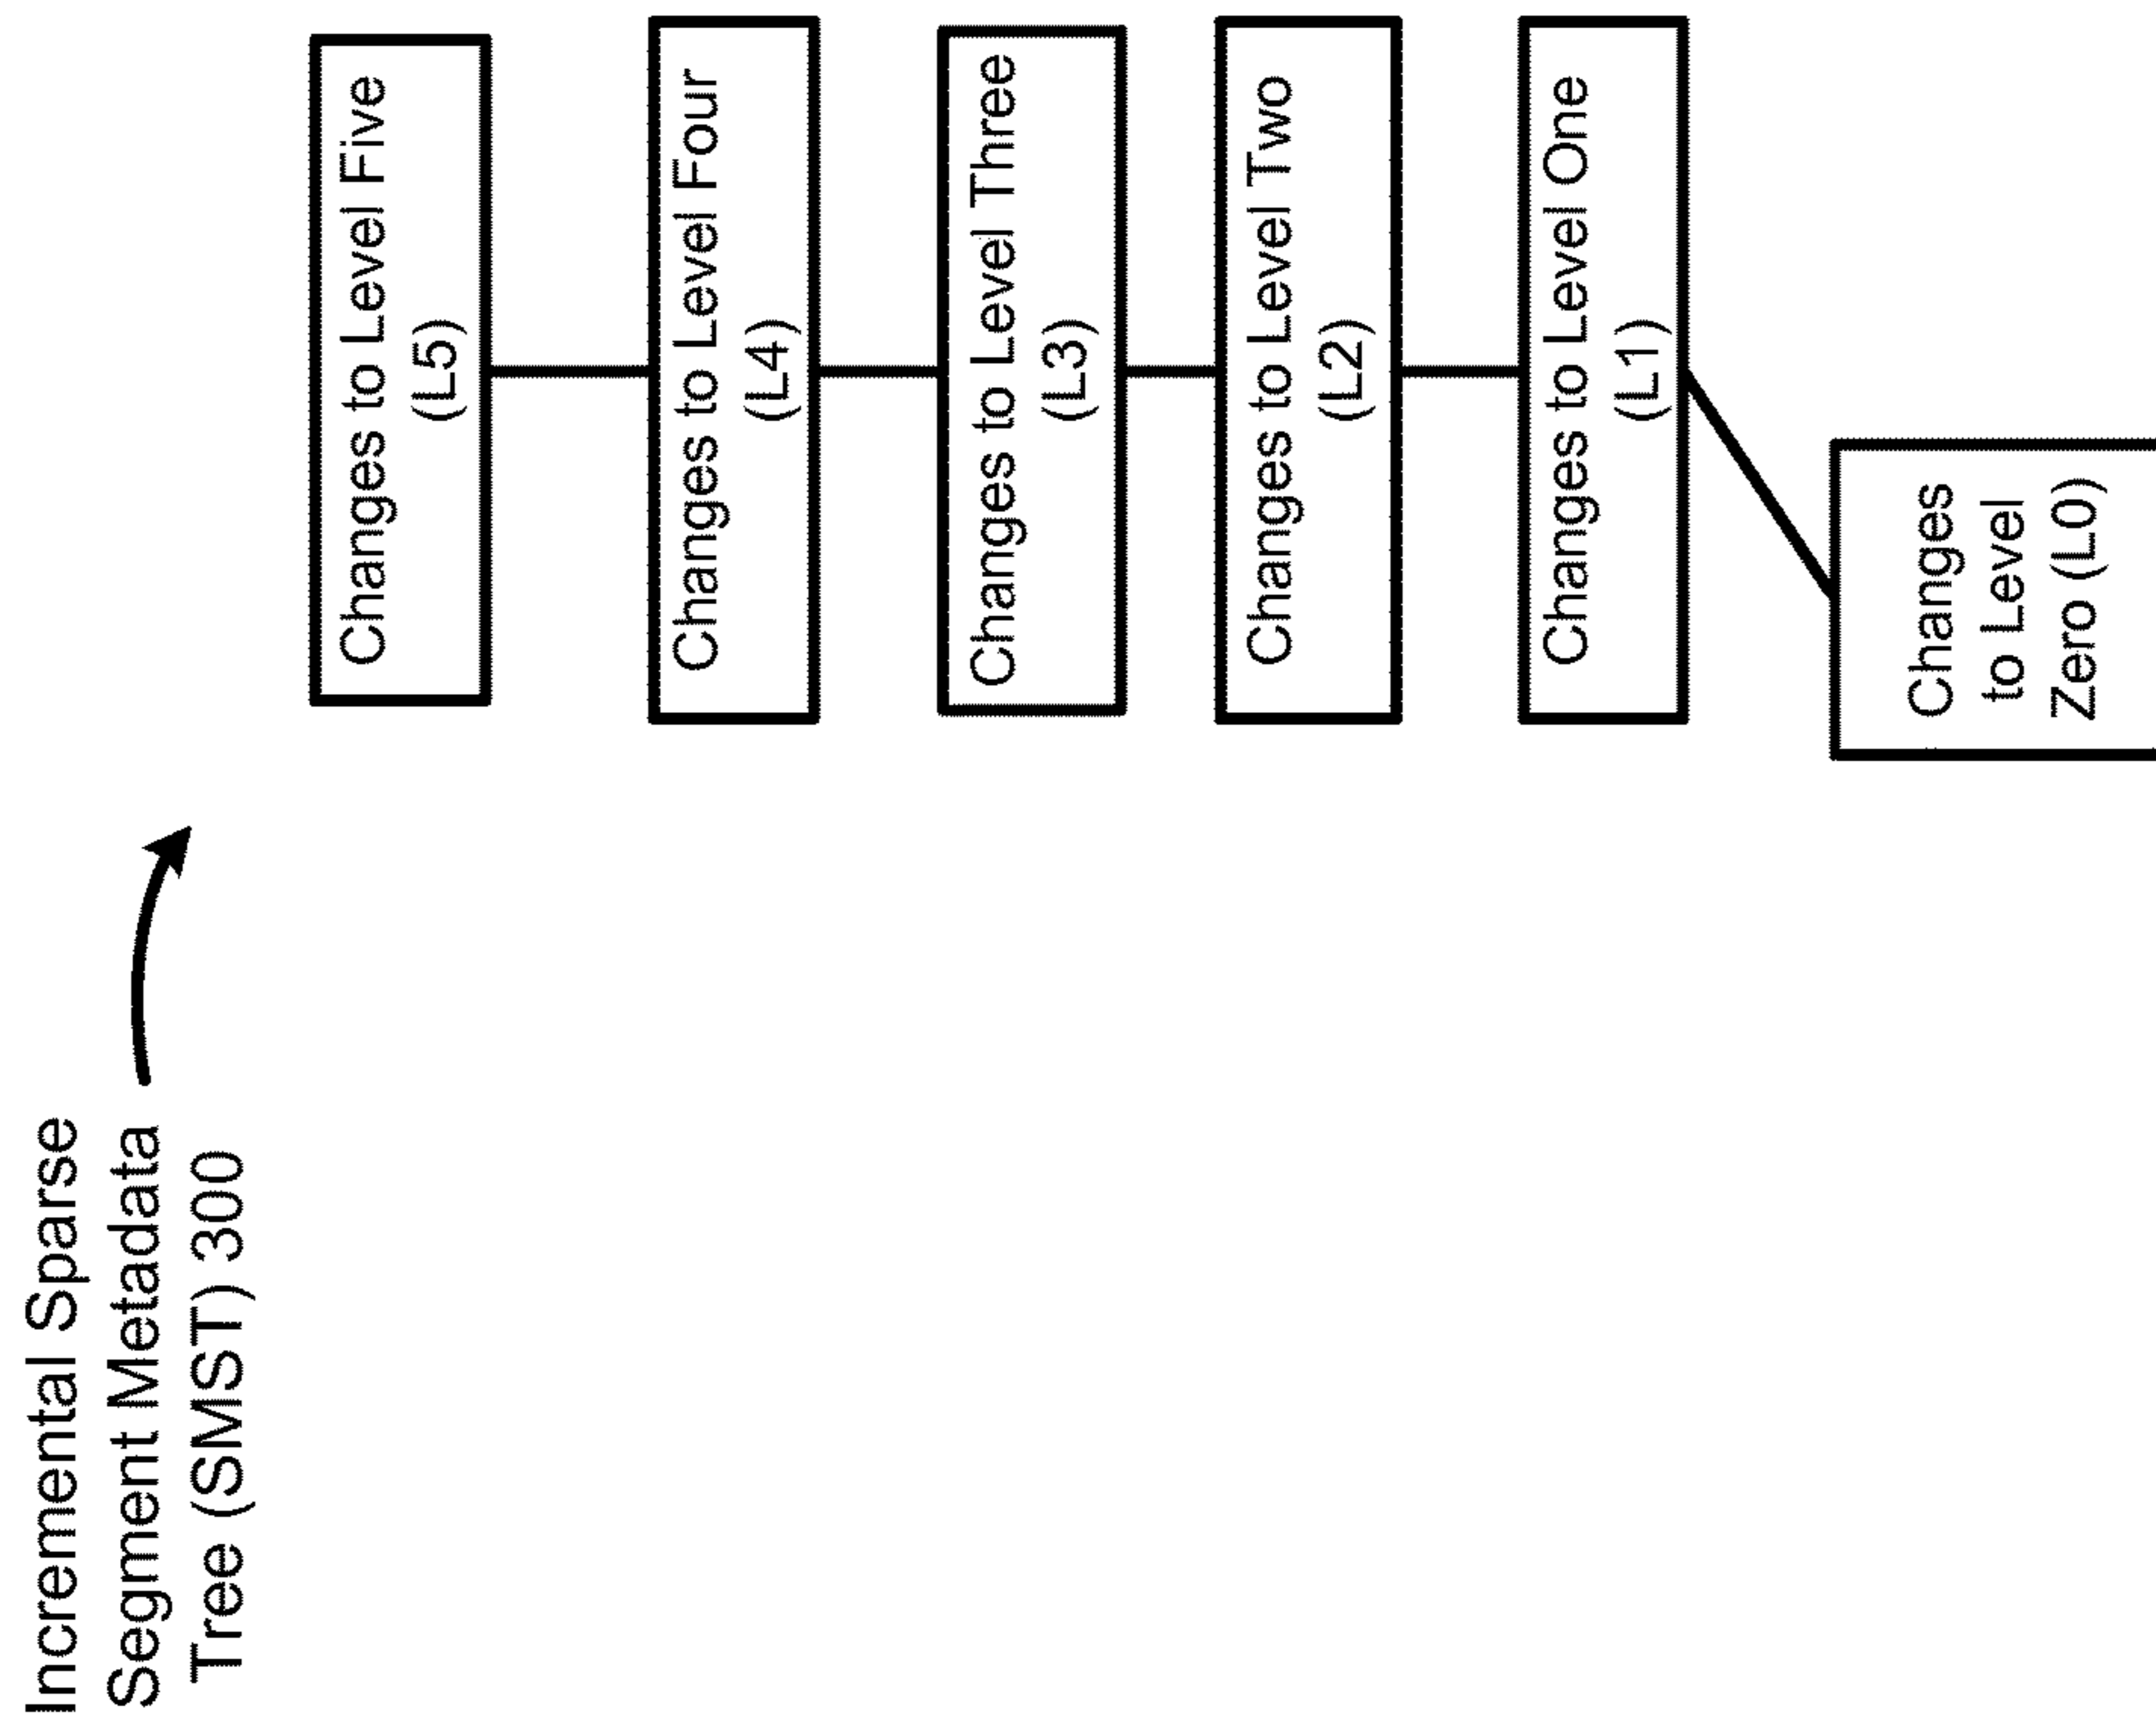 Incremental Sparse
Segment Metadata
Tree (SMST) 300
Changes to Level Five
(L5)
Changes to Level Four
(L4)
Changes to Level Three
(L3)
Changes to Level Two
(L2)
Changes to Level One
(L1)
Changes
to Level
Zero (L0)